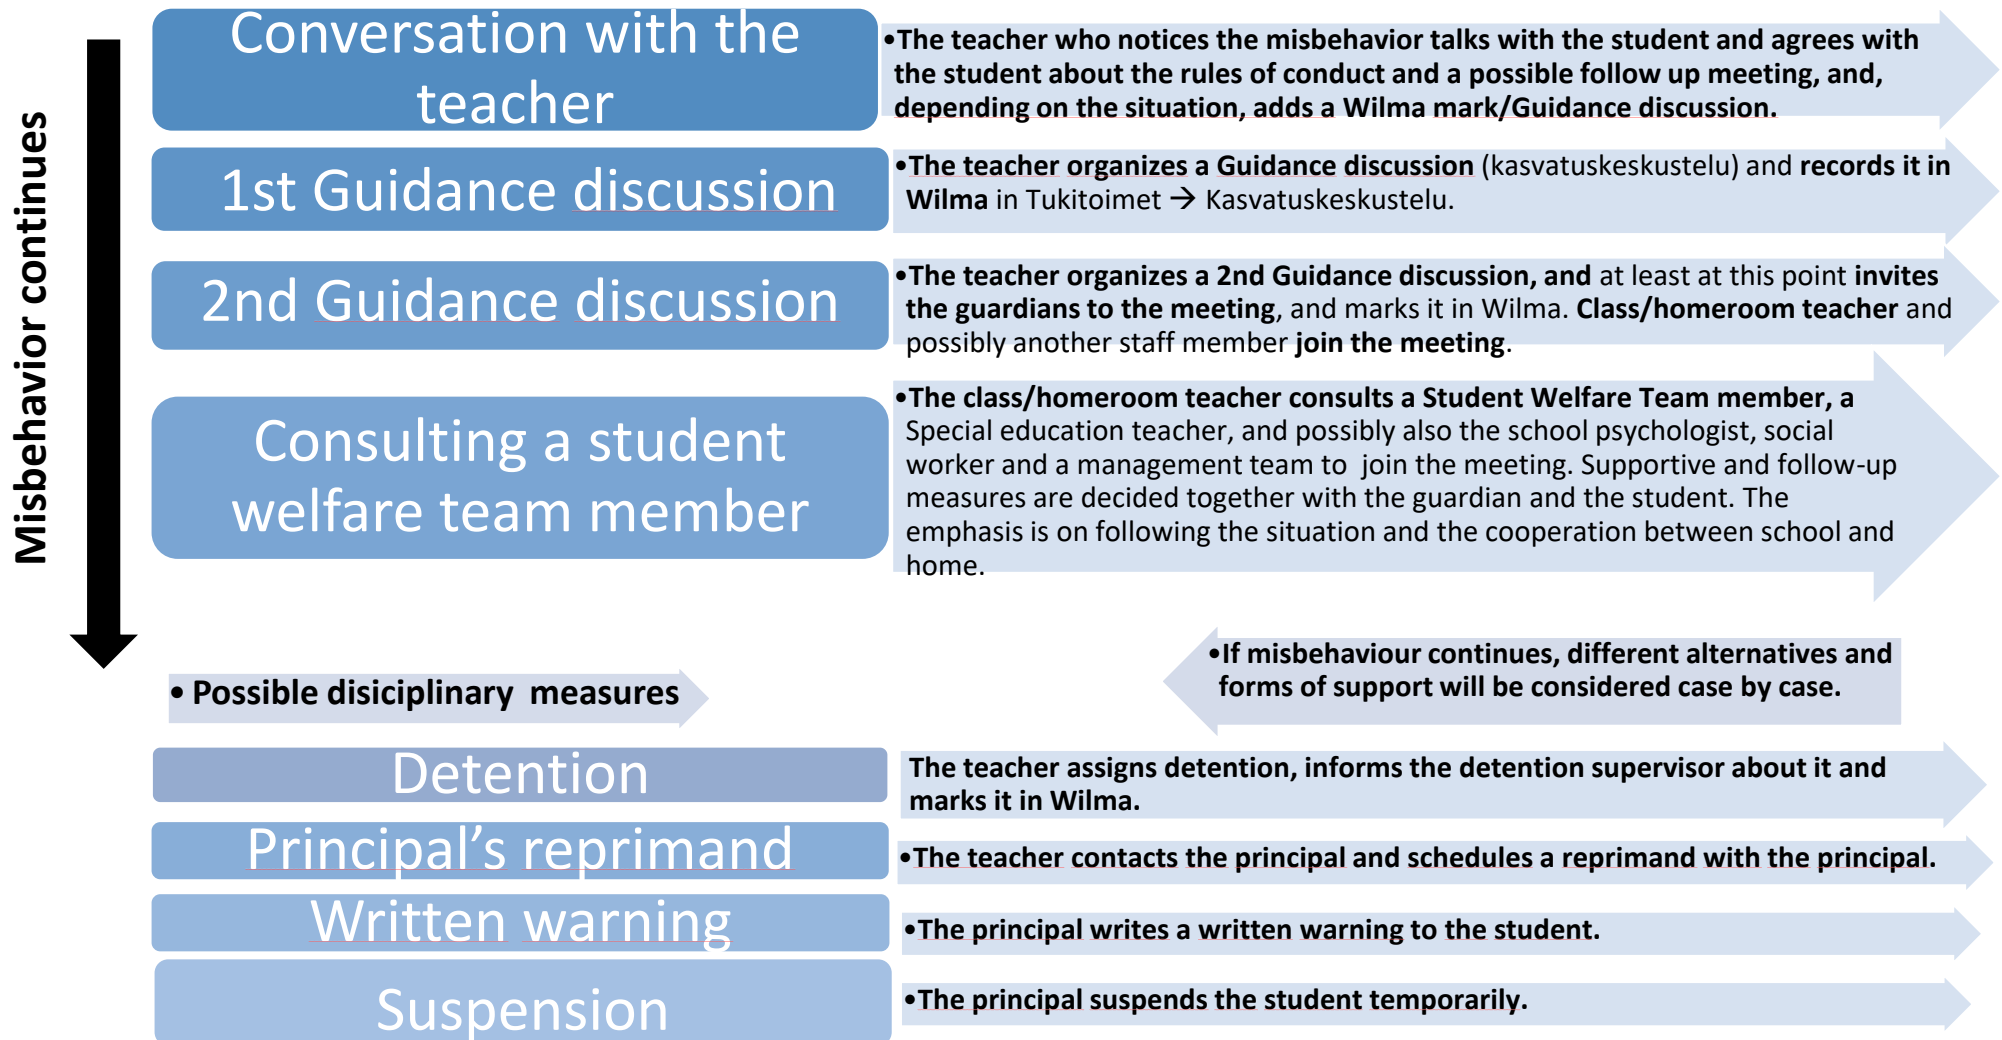 Misbehavior continues
Conversation with the
teacher
•The teacher who notices the misbehavior talks with the student and agrees with
the student about the rules of conduct and a possible follow up meeting, and,
depending on the situation, adds a Wilma mark/Guidance discussion.
1st Guidance discussion
•The teacher organizes a Guidance discussion (kasvatuskeskustelu) and records it in
Wilma in Tukitoimet → Kasvatuskeskustelu.
2nd Guidance discussion
•The teacher organizes a 2nd Guidance discussion, and at least at this point invites
the guardians to the meeting, and marks it in Wilma. Class/homeroom teacher and
possibly another staff member join the meeting.
Consulting a student
welfare team member
•The class/homeroom teacher consults a Student Welfare Team member, a
Special education teacher, and possibly also the school psychologist, social
worker and a management team to join the meeting. Supportive and follow-up
measures are decided together with the guardian and the student. The
emphasis is on following the situation and the cooperation between school and
home.
• Possible disiciplinary measures
•If misbehaviour continues, different alternatives and
forms of support will be considered case by case.
Detention
The teacher assigns detention, informs the detention supervisor about it and
marks it in Wilma.
Principal’s reprimand
•The teacher contacts the principal and schedules a reprimand with the principal.
Written warning
•The principal writes a written warning to the student.
Suspension
•The principal suspends the student temporarily.